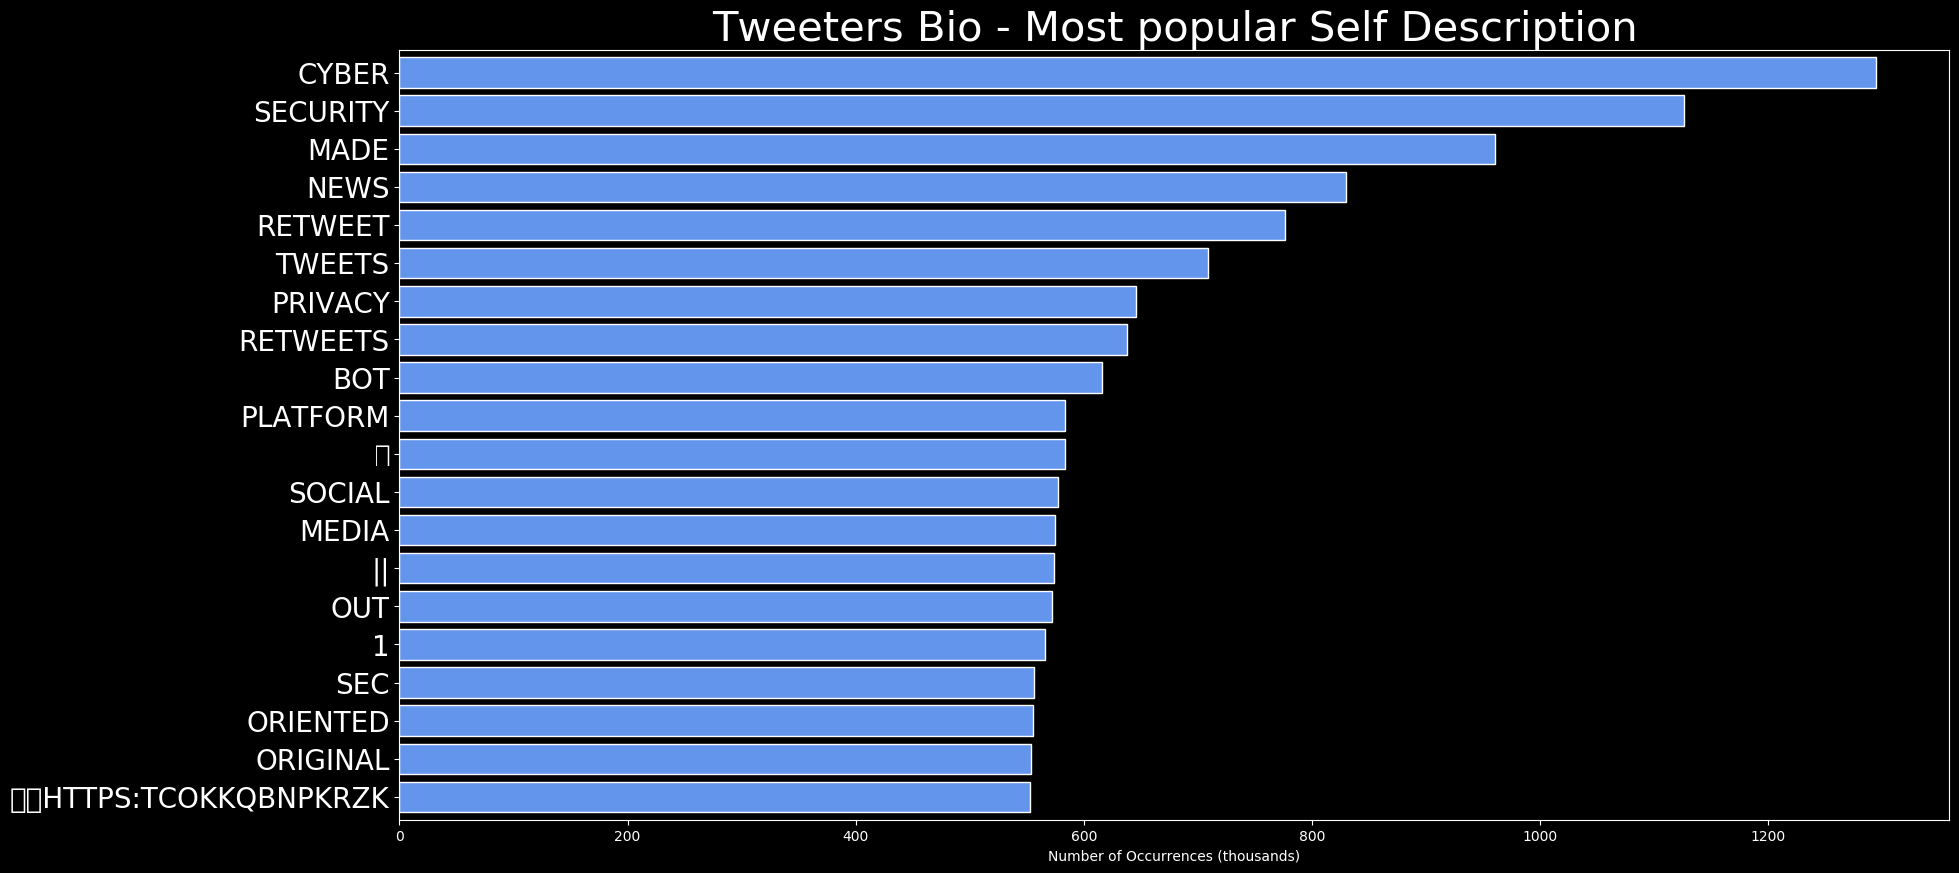 Tweeters Bio - Most popular Self Description
CYBER
SECURITY
MADE
NEWS
RETWEET
TWEETS
PRIVACY
RETWEETS
BOT
PLATFORM
SOCIAL
MEDIA
||
OUT
1
SEC
ORIENTED
ORIGINAL
HTTPS:TCOKKQBNPKRZK
0 200 400 600 800 1000 1200
Number of Occurrences (thousands)